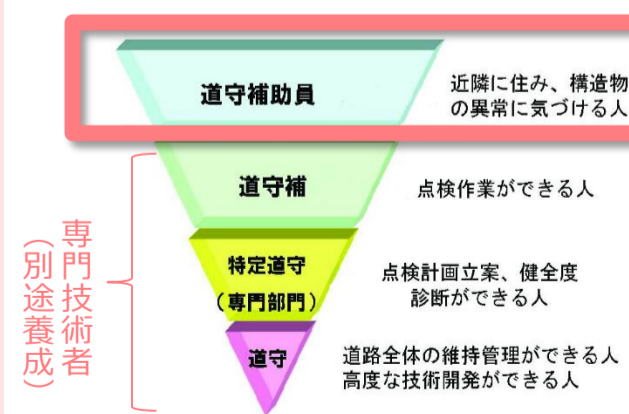 道守補助員
近隣に住み、構造物
の異常に気づける人
道守補
点検作業ができる人
特定道守
（専門部門）
点検計画立案、健全度
診断ができる人
道守
道路全体の維持管理ができる人
高度な技術開発ができる人
専門技術者
（別途養成）